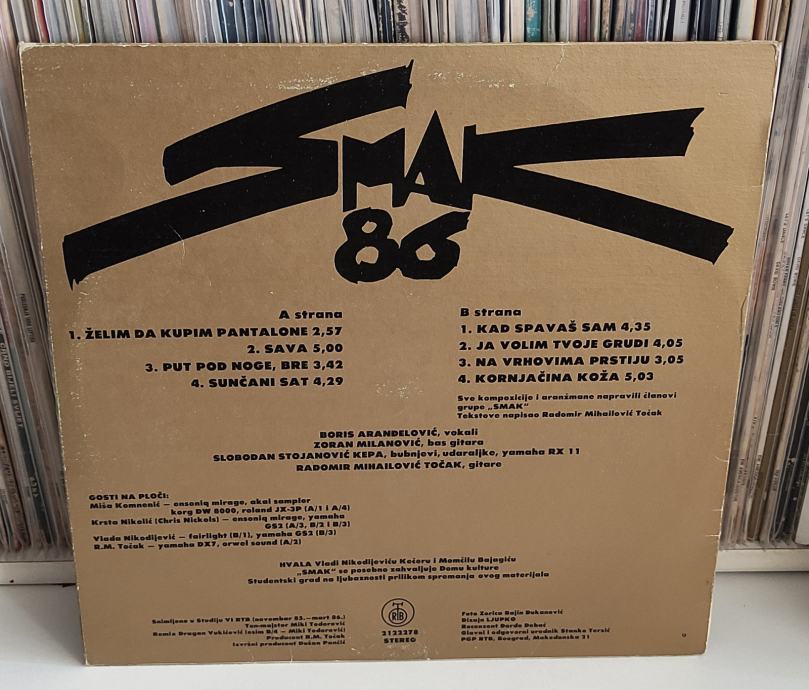 SMAK
86
A strana
1. ŽELIM DA KUPIM PANTALONE 2,57
2. SAVA 5,00
3. PUT POD NOGE, BRE 3,42
4. SUNČANI SAT 4,29
B strana
1. KAD SPAVAŠ SAM 4,35
2. JA VOLIM TVOJE GRUDI 4,05
3. NA VRHOVIMA PRSTIJU 3,05
4. KORNJAČINA KOŽA 5,03
Sve kompozicije i aranžmane napravili članovi
grupe „SMAK“
Tekstove napisao Radomir Mihailović Točak
BORIS ARANĐELOVIĆ, vokali
ZORAN MILANOVIĆ, bas gitara
SLOBODAN STOJANOVIĆ KEPA, bubnjevi, udaraljke, yamaha RX 11
RADOMIR MIHAILOVIĆ TOČAK, gitare
GOSTI NA PLOČI:
Miša Komnenić — ensoniq mirage, akai sampler
korg DW 8000, roland JX-3P (A/1 i A/4)
Krsta Nikolić (Chris Nickols) — ensoniq mirage, yamaha
GS2 (A/3, B/2 i B/3)
Vlada Nikodijević — fairlight (B/1), yamaha GS2 (B/3)
R.M. Točak — yamaha DX7, orwel sound (A/2)
HVALA Vladi Nikodijeviću Kečeru i Momčilu Bajagiću
„SMAK“ se posebno zahvaljuje Domu kulture
Studentski grad na ljubaznosti prilikom spremanja ovog materijala
Snimljeno u Studiju VI RTB (novembar 85.—mart 86.)
Ton-majstor Miki Todorović
Remix Dragan Vukićević (osim B/4 — Miki Todorović)
Producent R.M. Točak
Izvršni producent Dušan Pančić
RTB
2122278
STEREO
Foto Zorica Bajin Đukanović
Dizajn LJUPKO
Recenzent Đorđe Debač
Glavni i odgovorni urednik Stanko Terzić
PGP RTB, Beograd, Makedonska 21